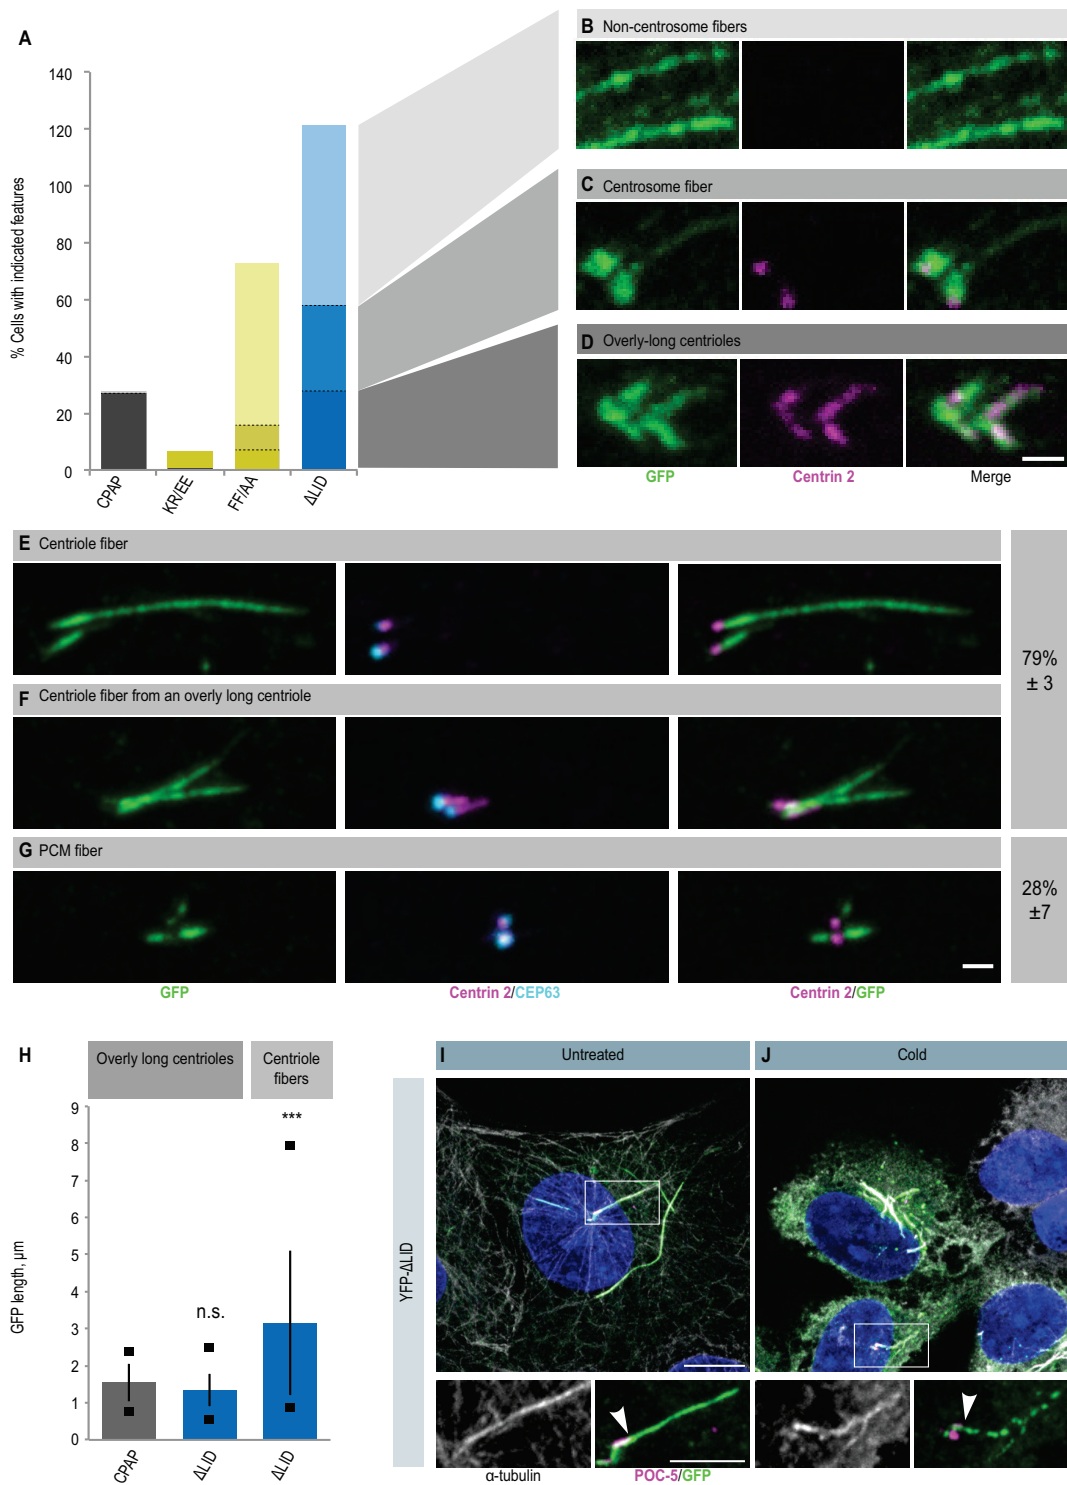 A
% Cells with indicated features
140
120
100
80
60
40
20
0
CPAP
KR/EE
FF/AA
ΔLID
B Non-centrosome fibers
C Centrosome fiber
D Overly-long centrioles
GFP
Centrin 2
Merge
E Centriole fiber
F Centriole fiber from an overly long centriole
79%
± 3
G PCM fiber
28%
±7
GFP
Centrin 2/CEP63
Centrin 2/GFP
H
Overly long centrioles
Centriole
fibers
GFP length, µm
9
8
7
6
5
4
3
2
1
0
n.s.
***
CPAP
ΔLID
ΔLID
I Untreated
J Cold
YFP-ΔLID
α-tubulin
POC-5/GFP